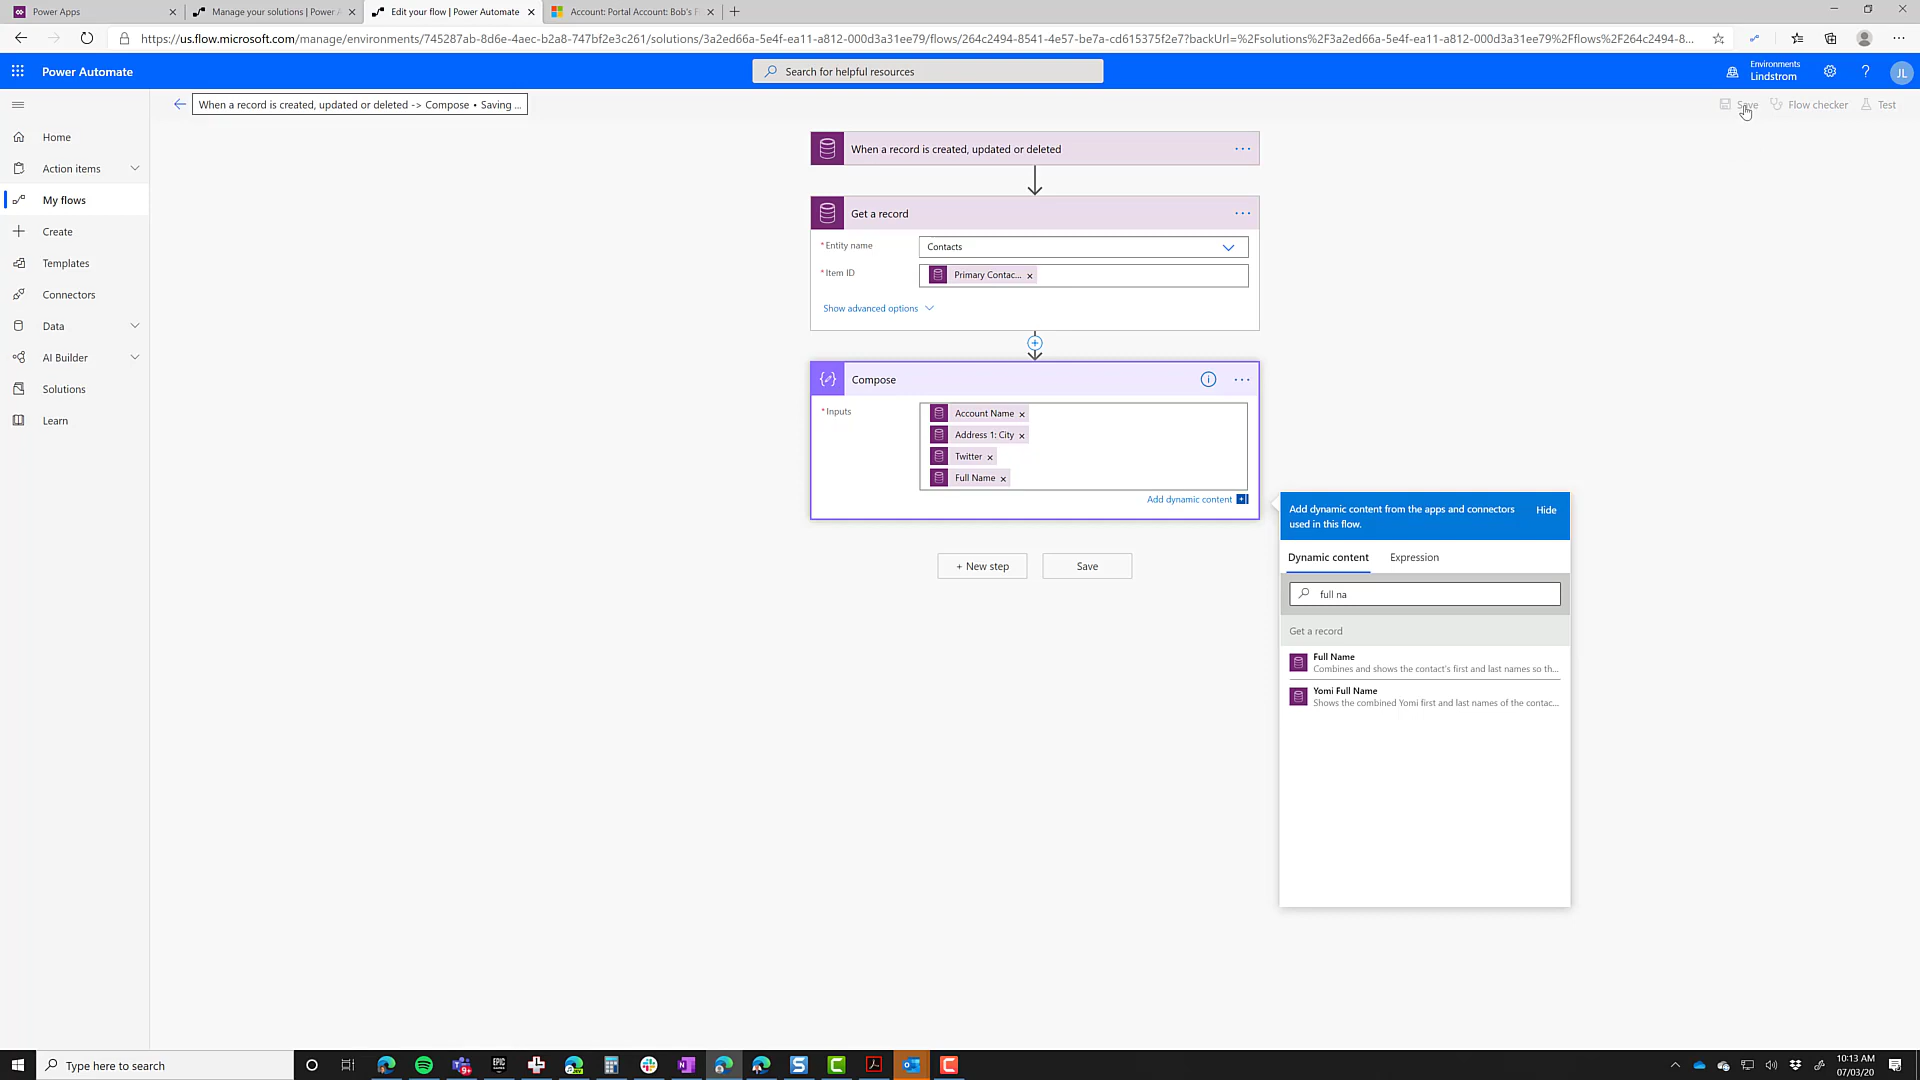 Power Apps
Manage your solutions | Power A
Edit your flow | Power Automate
Account: Portal Account: Bob's F
https://us.flow.microsoft.com/manage/environments/745287ab-8d6e-4aec-b2a8-747bf2e3c261/solutions/3a2ed66a-5e4f-ea11-a812-000d3a31ee79/flows/264c2494-8541-4e57-be7a-cd615375f2e7?backUrl=%2Fsolutions%2F3a2ed66a-5e4f-ea11-a812-000d3a31ee79%2Fflows%2F264c2494-8...
Power Automate
Search for helpful resources
Environments
Lindstrom
JL
When a record is created, updated or deleted -> Compose • Saving ...
Save
Flow checker
Test
Home
Action items
My flows
Create
Templates
Connectors
Data
AI Builder
Solutions
Learn
When a record is created, updated or deleted
Get a record
*Entity name
Contacts
*Item ID
Primary Contac...
Show advanced options
Compose
*Inputs
Account Name
Address 1: City
Twitter
Full Name
Add dynamic content
+ New step
Save
Add dynamic content from the apps and connectors
used in this flow.
Hide
Dynamic content
Expression
full na
Get a record
Full Name
Combines and shows the contact's first and last names so th...
Yomi Full Name
Shows the combined Yomi first and last names of the contac...
Type here to search
10:13 AM
07/03/20